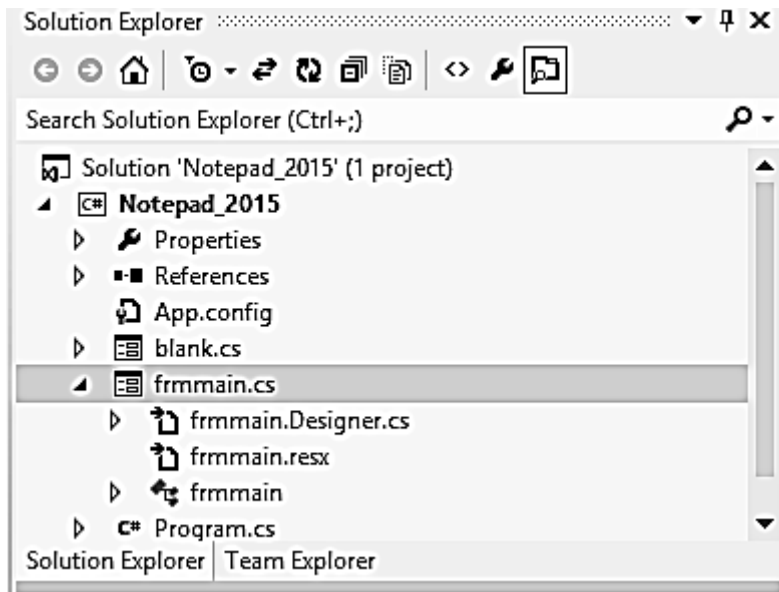 Solution Explorer
Search Solution Explorer (Ctrl+;)
Solution 'Notepad_2015' (1 project)
C# Notepad_2015
Properties
References
App.config
blank.cs
frmmain.cs
frmmain.Designer.cs
frmmain.resx
frmmain
C# Program.cs
Solution Explorer Team Explorer